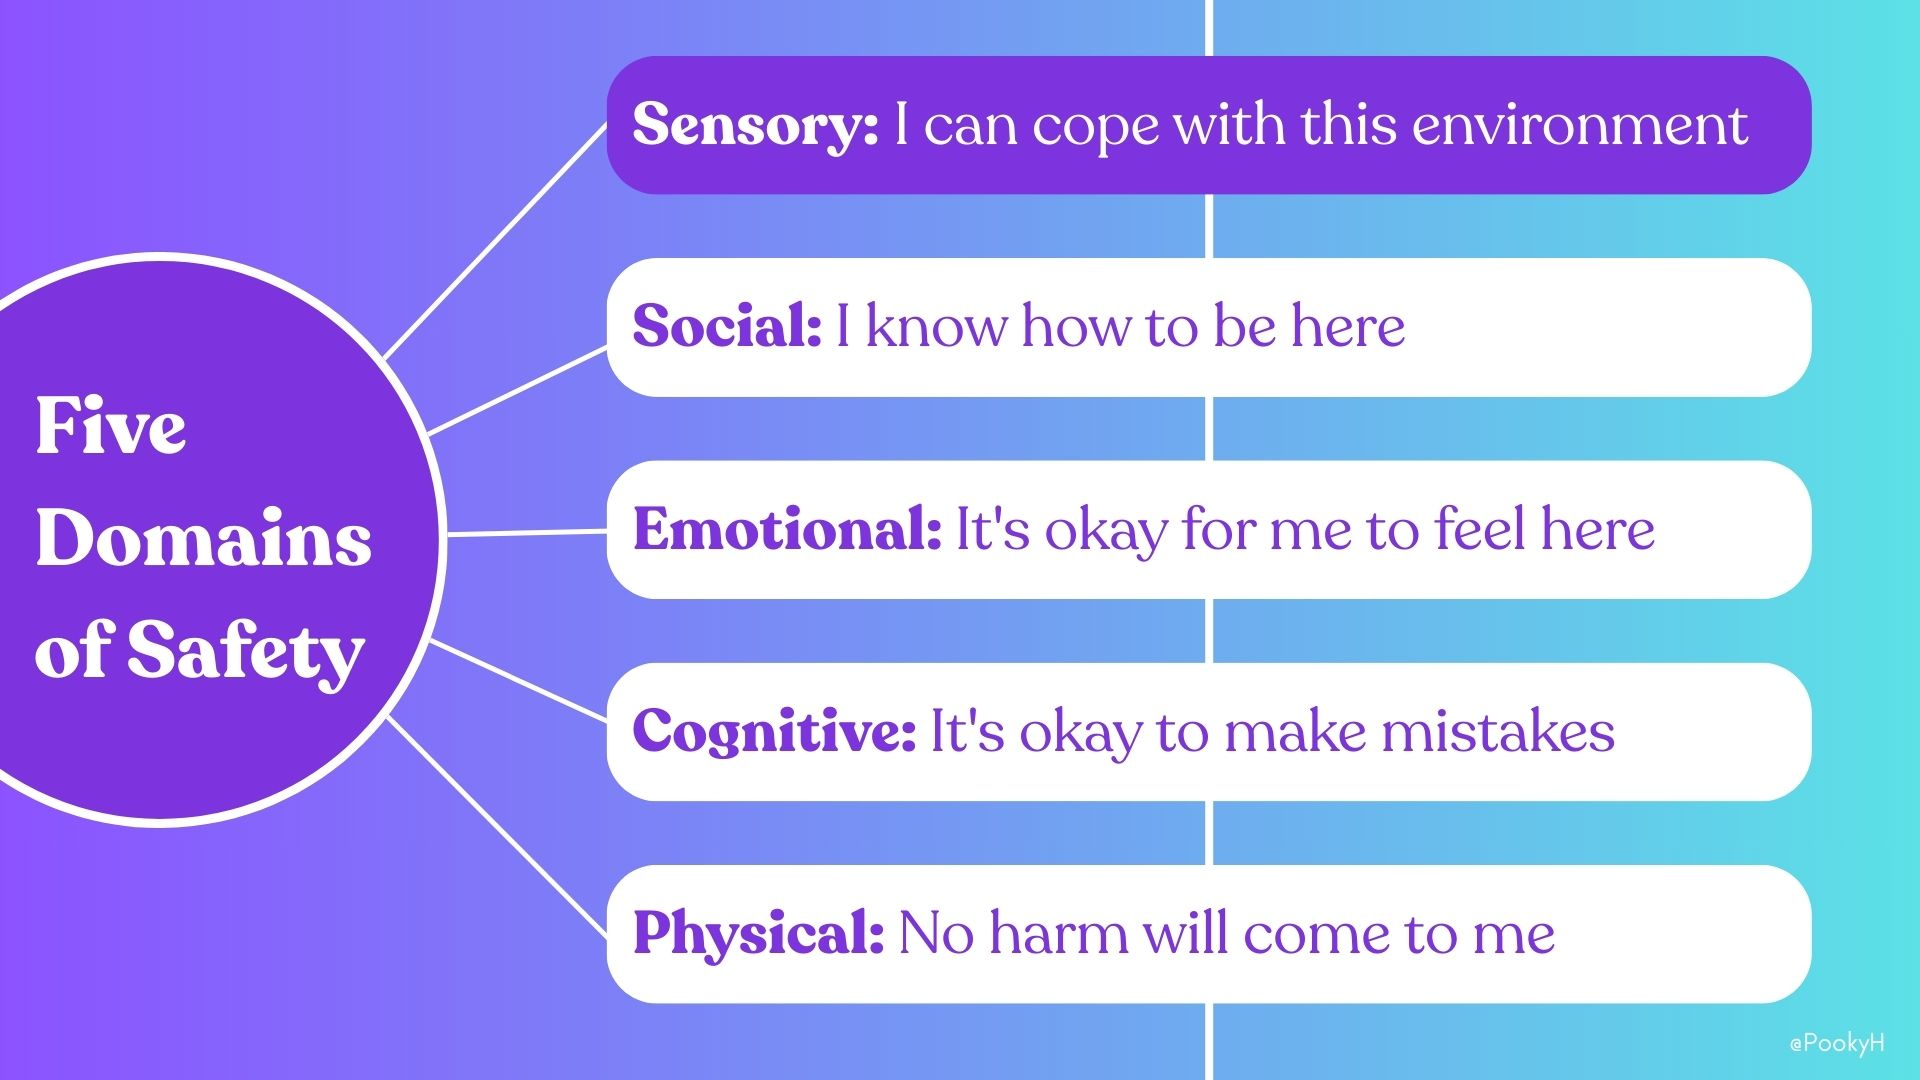 Five
Domains
of Safety
Sensory: I can cope with this environment
Social: I know how to be here
Emotional: It's okay for me to feel here
Cognitive: It's okay to make mistakes
Physical: No harm will come to me
@PookyH